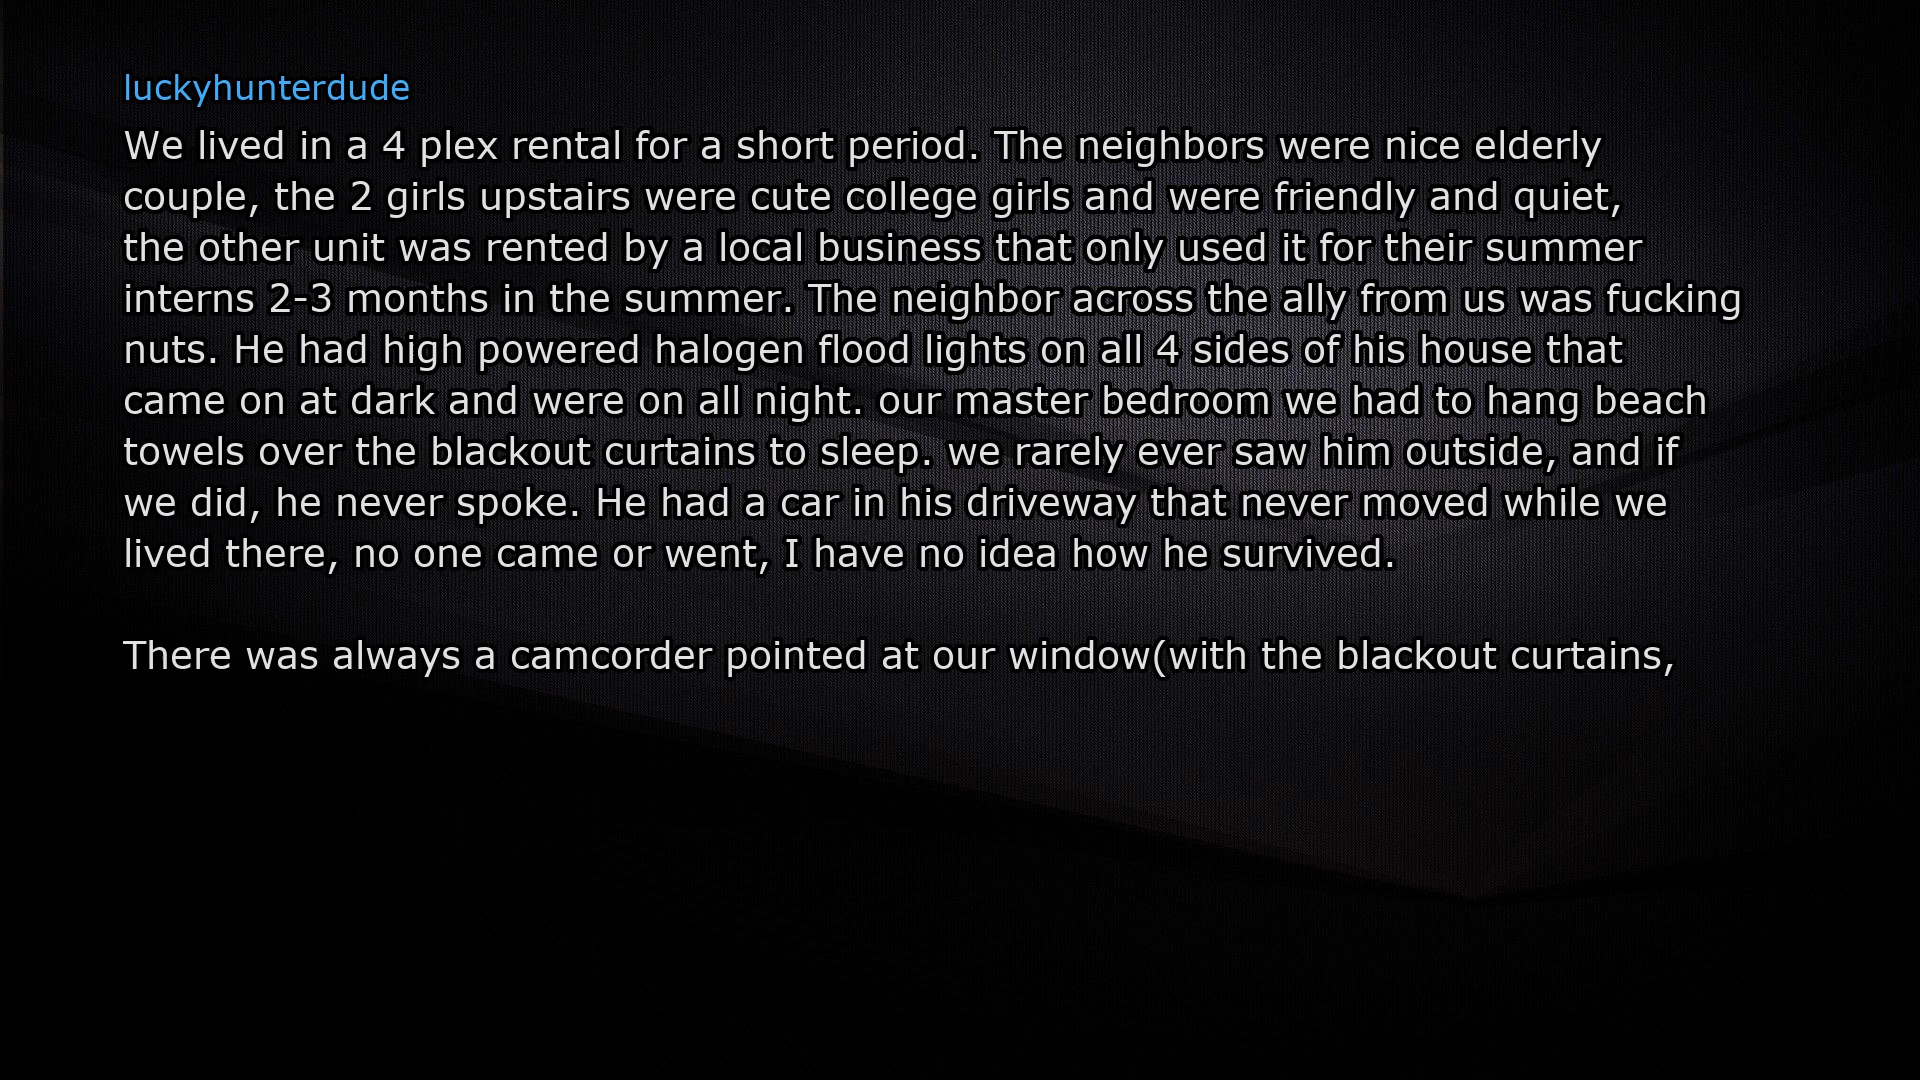 luckyhunterdude
We lived in a 4 plex rental for a short period. The neighbors were nice elderly
couple, the 2 girls upstairs were cute college girls and were friendly and quiet,
the other unit was rented by a local business that only used it for their summer
interns 2-3 months in the summer. The neighbor across the ally from us was fucking
nuts. He had high powered halogen flood lights on all 4 sides of his house that
came on at dark and were on all night. our master bedroom we had to hang beach
towels over the blackout curtains to sleep. we rarely ever saw him outside, and if
we did, he never spoke. He had a car in his driveway that never moved while we
lived there, no one came or went, I have no idea how he survived.
There was always a camcorder pointed at our window(with the blackout curtains,